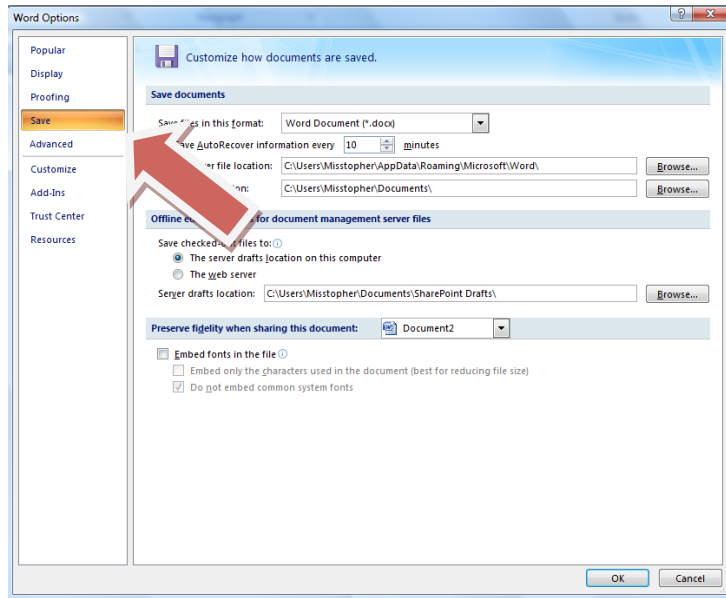 Word Options
Popular
Display
Proofing
Save
Advanced
Customize
Add-Ins
Trust Center
Resources
Customize how documents are saved.
Save documents
Save files in this format: Word Document (*.docx)
Save AutoRecover information every 10 minutes
file location: C:\Users\Misstopher\AppData\Roaming\Microsoft\Word\ Browse...
C:\Users\Misstopher\Documents\ Browse...
Offline for document management server files
Save checked-out files to:
The server drafts location on this computer
The web server
Server drafts location: C:\Users\Misstopher\Documents\SharePoint Drafts\ Browse...
Preserve fidelity when sharing this document: Document2
Embed fonts in the file
Embed only the characters used in the document (best for reducing file size)
Do not embed common system fonts
OK Cancel